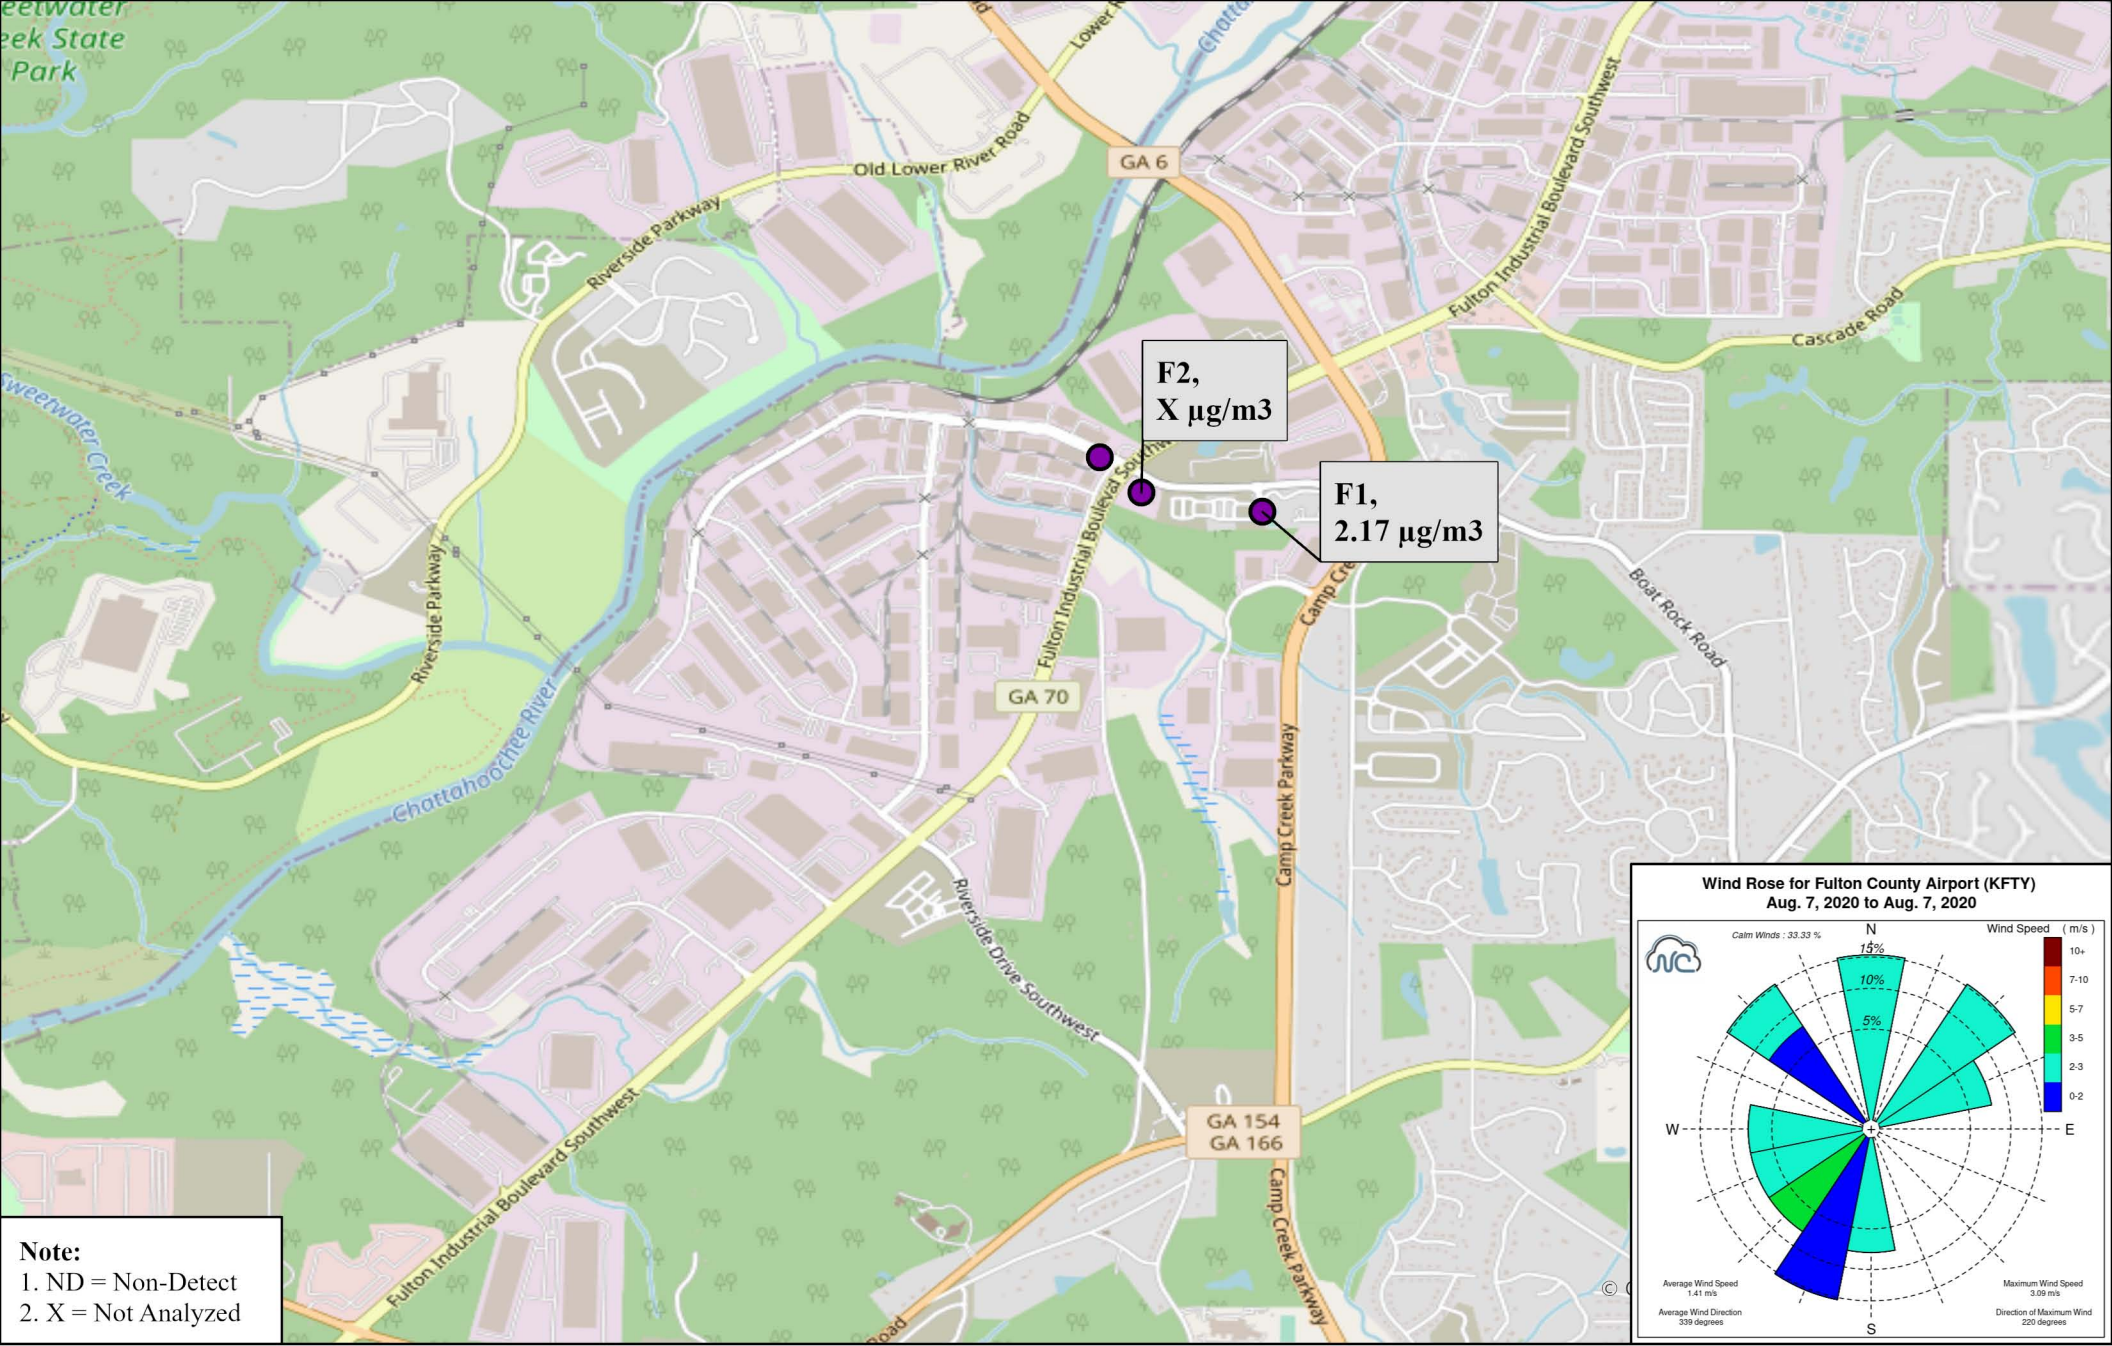 eetwater
eek State
Park
Lower R
Chatta
GA 6
Old Lower River Road
Riverside Parkway
Fulton Industrial Boulevard Southwest
Fulton Industrial Boulevard Southwest
Cascade Road
Sweetwater Creek
F2,
X µg/m3
F1,
2.17 µg/m3
Fulton Industrial Boulevard Southw
Camp Cre
Boat Rock Road
Riverside Parkway
GA 70
Chattahoochee River
Camp Creek Parkway
Riverside Drive Southwest
GA 154
GA 166
Fulton Industrial Boulevard Southwest
Camp Creek Parkway
Road
©
Note:
1. ND = Non-Detect
2. X = Not Analyzed
Wind Rose for Fulton County Airport (KFTY)
Aug. 7, 2020 to Aug. 7, 2020
Calm Winds : 33.33 %
N
Wind Speed ( m/s )
NC
15%
10%
5%
10+
7-10
5-7
3-5
2-3
0-2
W
E
S
Average Wind Speed
1.41 m/s
Average Wind Direction
339 degrees
Maximum Wind Speed
3.09 m/s
Direction of Maximum Wind
220 degrees